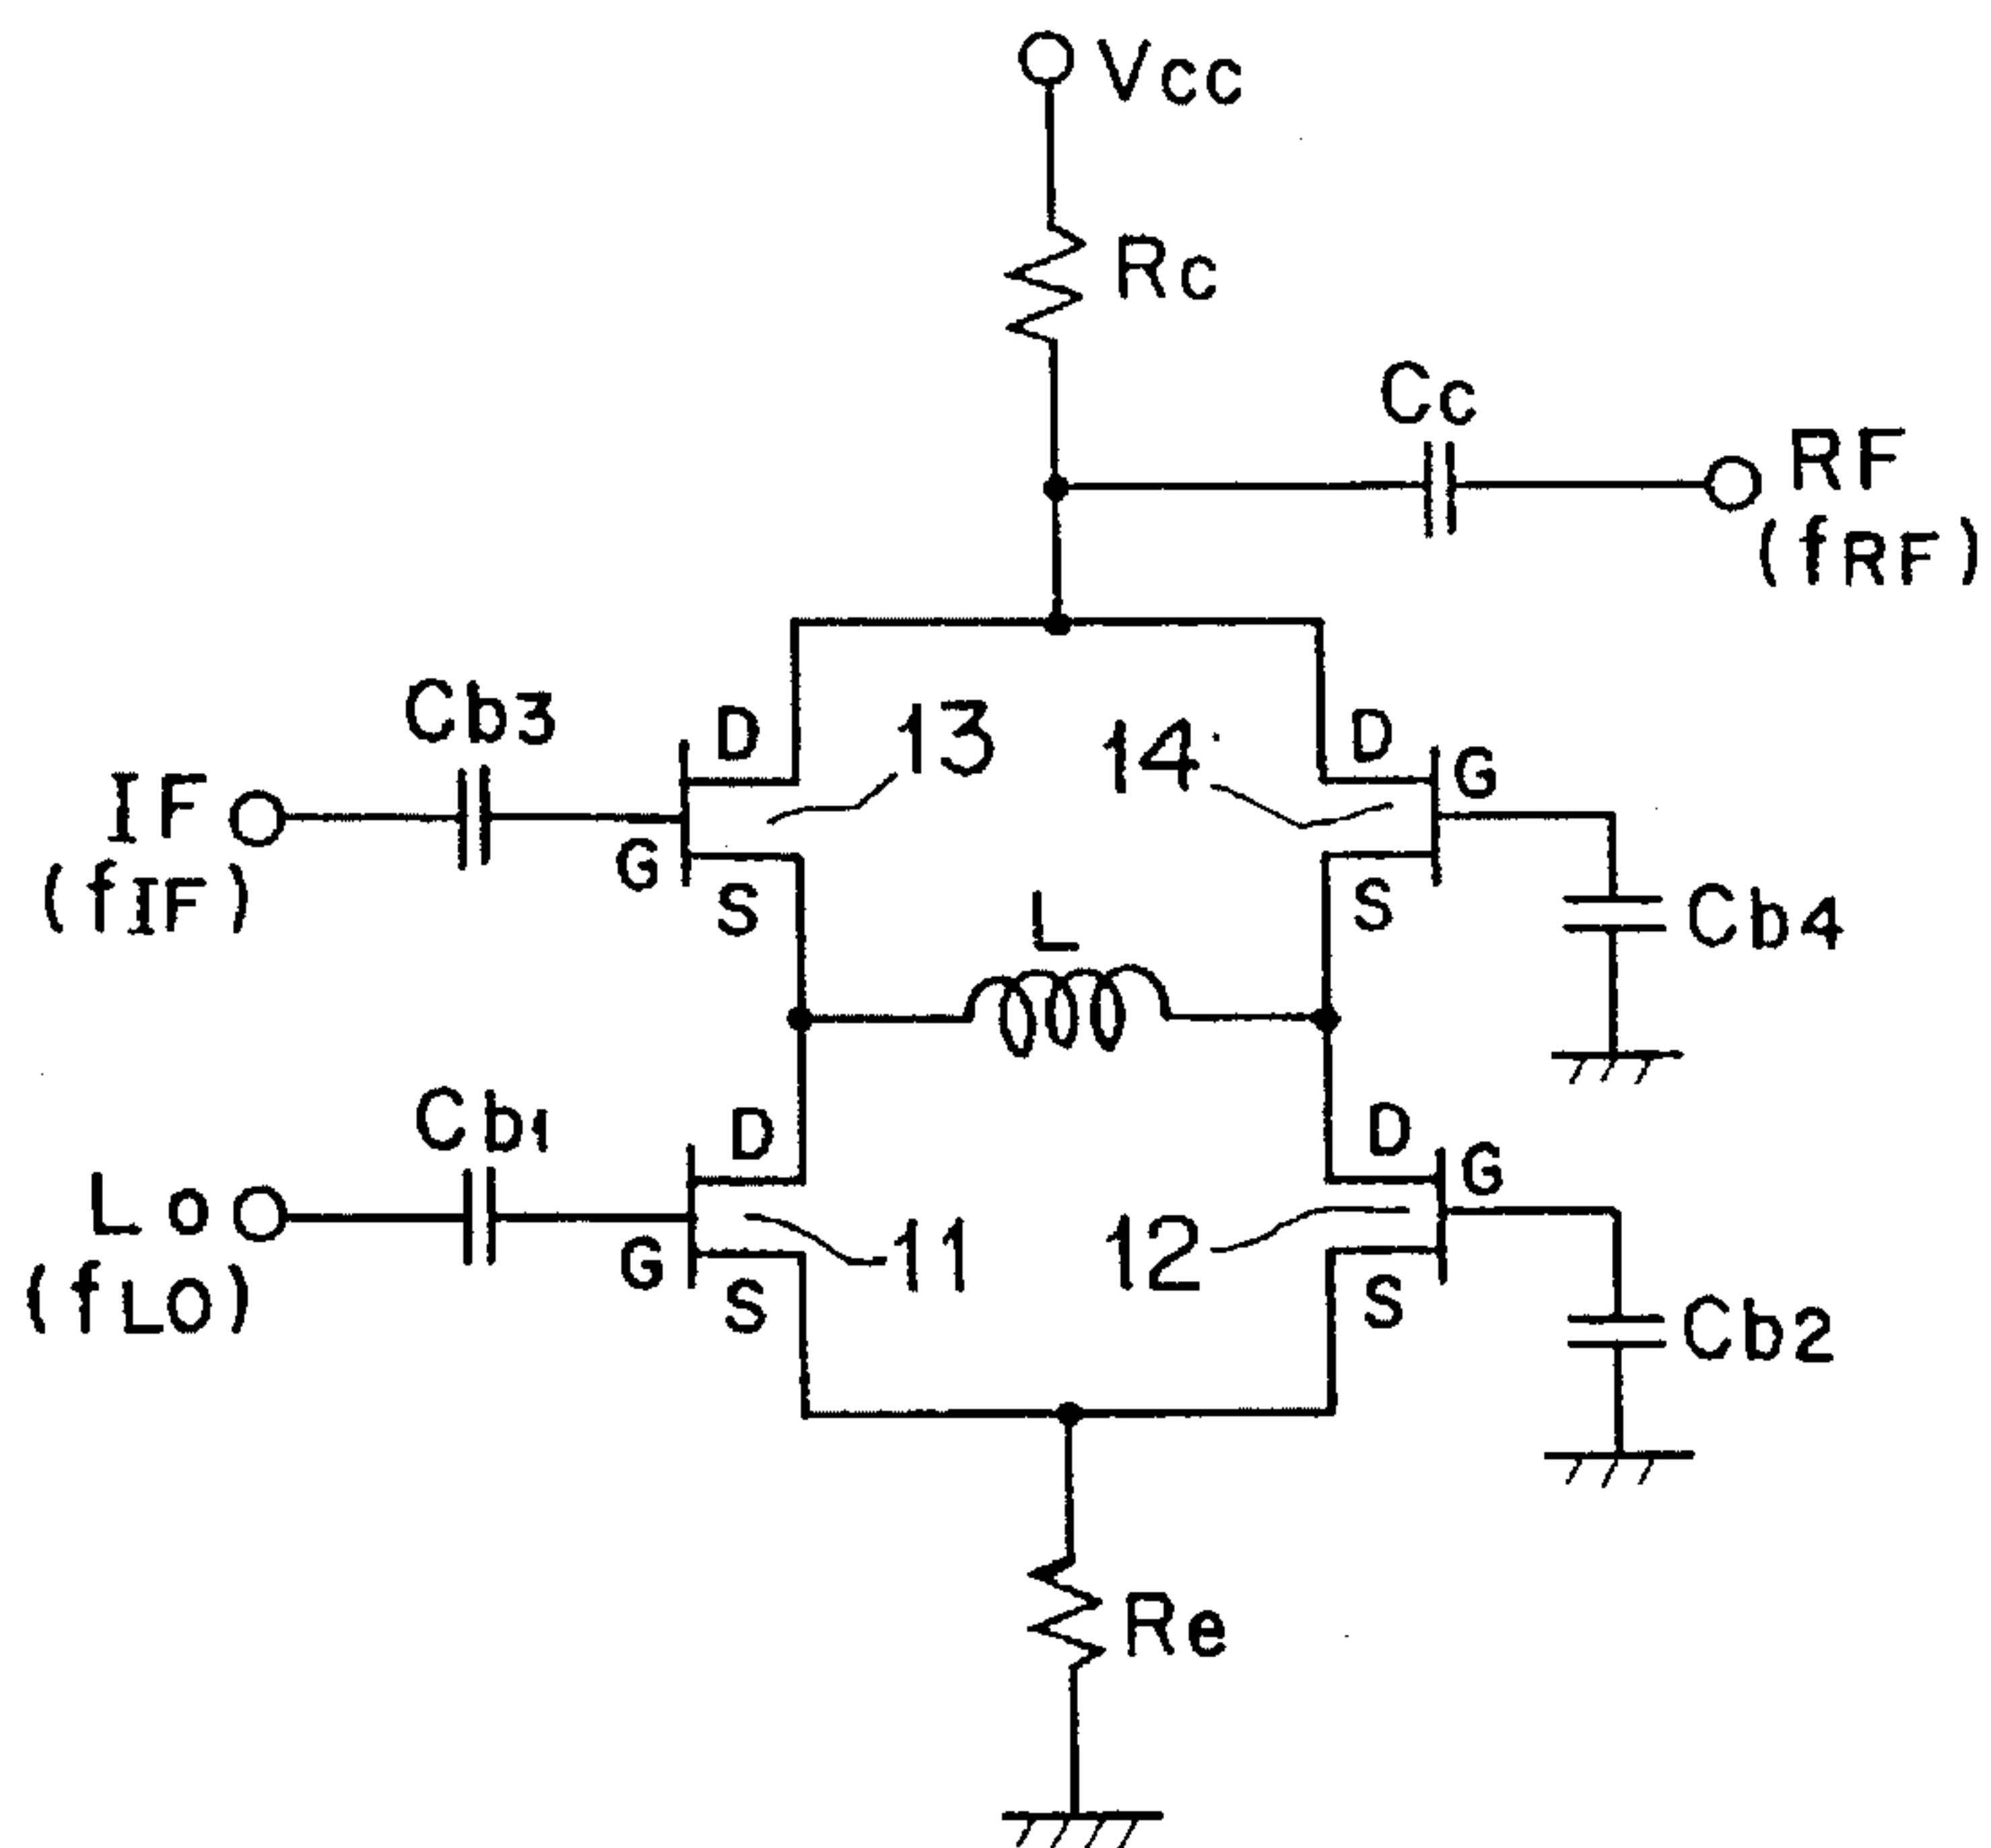 Vcc
Rc
Cc
RF
(fRF)
Cb3
D
13
14
D
G
IF
(fIF)
G
S
L
S
Cb4
Cb1
D
D
G
Lo
(fLO)
G
S
11
12
S
Cb2
Re